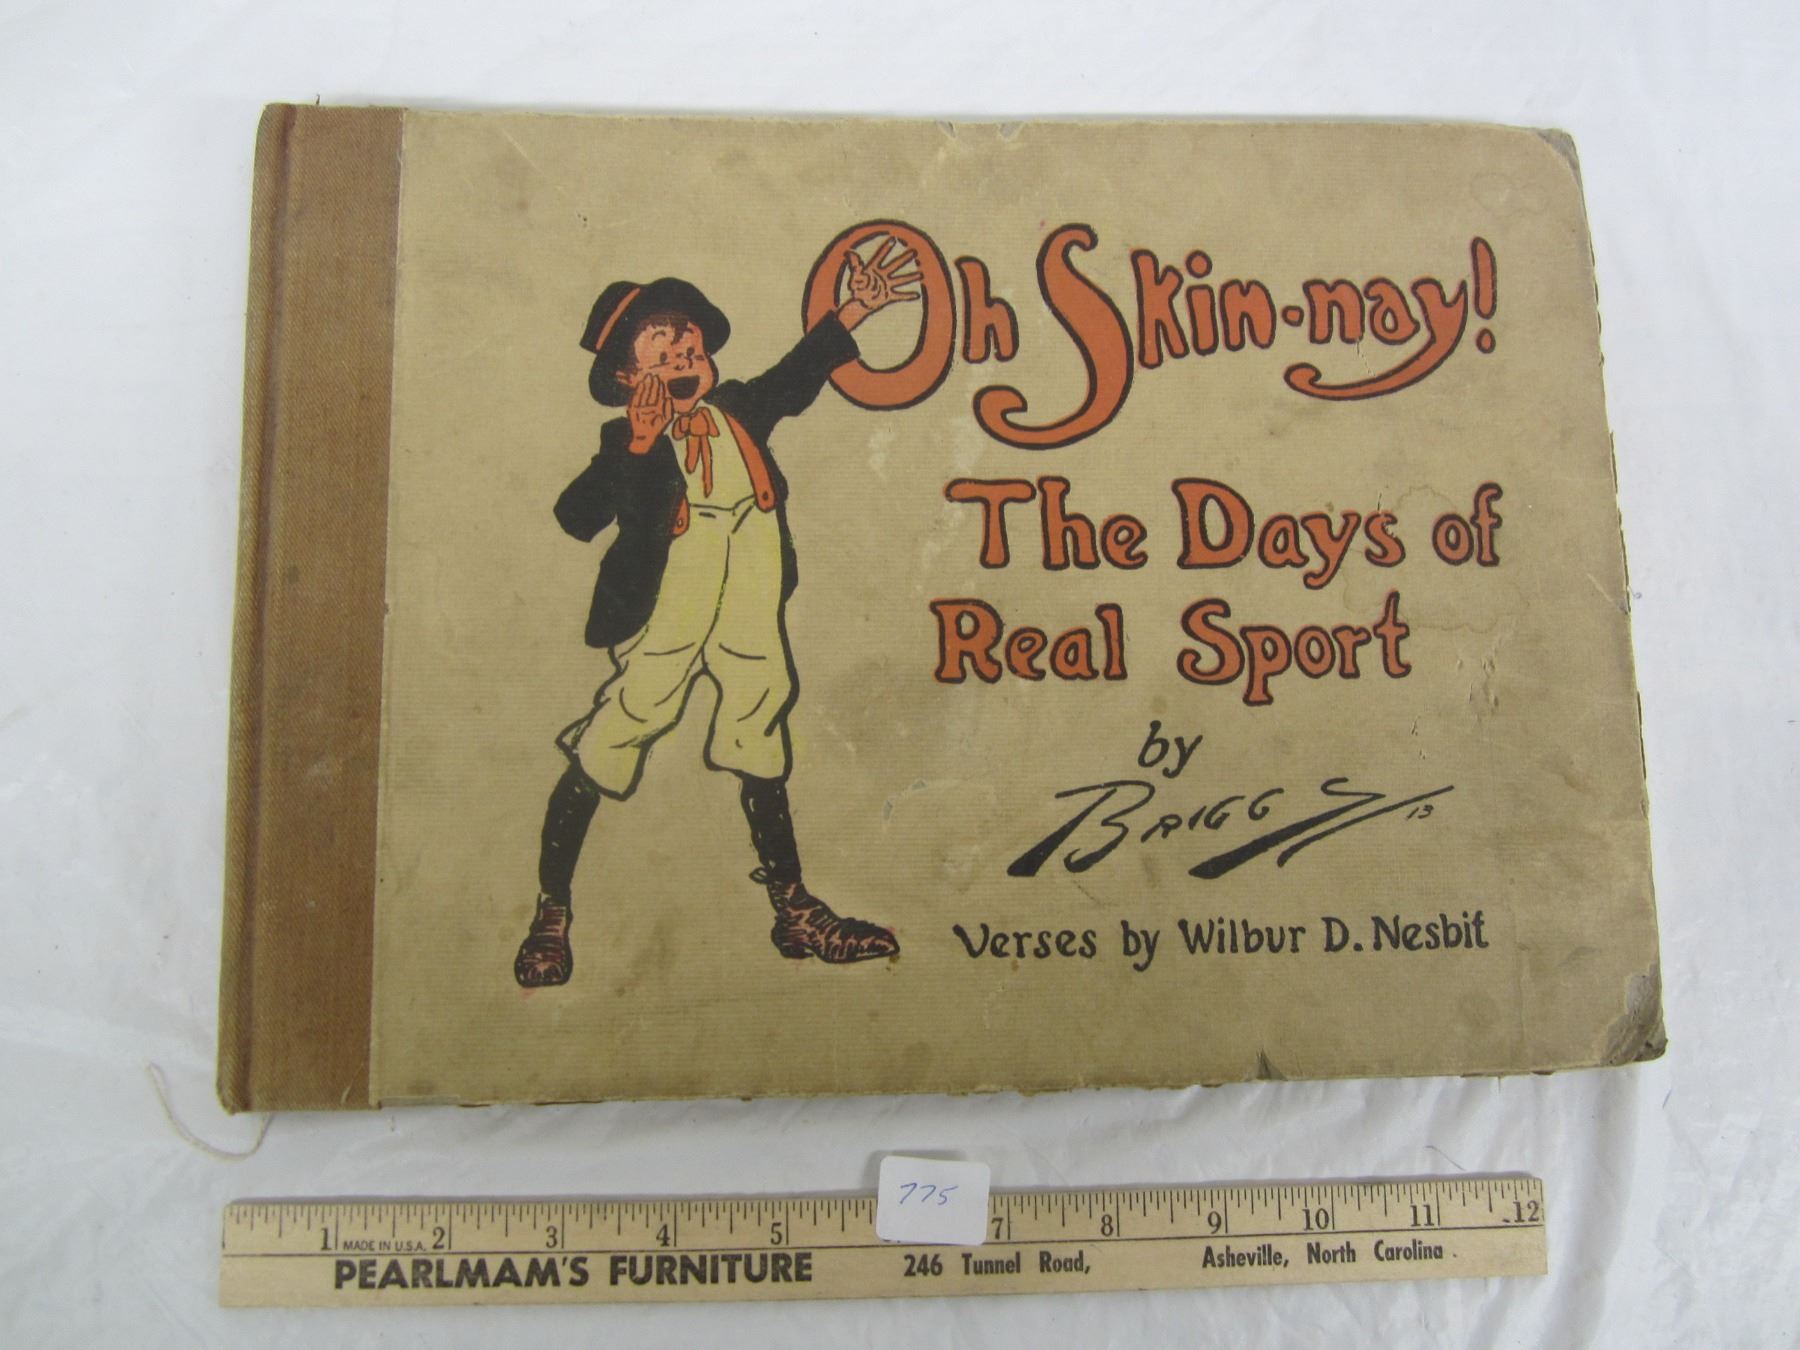 Oh Skin-nay!
The Days of
Real Sport
by
BRIGGS 13
Verses by Wilbur D. Nesbit
775
1 2 3 4 5 7 8 9 10 11 12
MADE IN U.S.A.
PEARLMAM'S FURNITURE 246 Tunnel Road, Asheville, North Carolina.